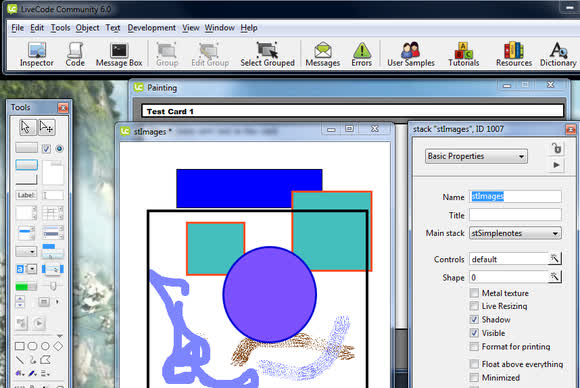 LiveCode Community 6.0
File Edit Tools Object Text Development View Window Help
Inspector Code Message Box Group Edit Group Select Grouped Messages Errors User Samples Tutorials Resources Dictionary
Painting
Test Card 1
Tools
Label:
stImages *
stack "stImages", ID 1007
Basic Properties
Name stImages
Title
Main stack stSimplenotes
Controls default
Shape 0
Metal texture
Live Resizing
Shadow
Visible
Format for printing
Float above everything
Minimized